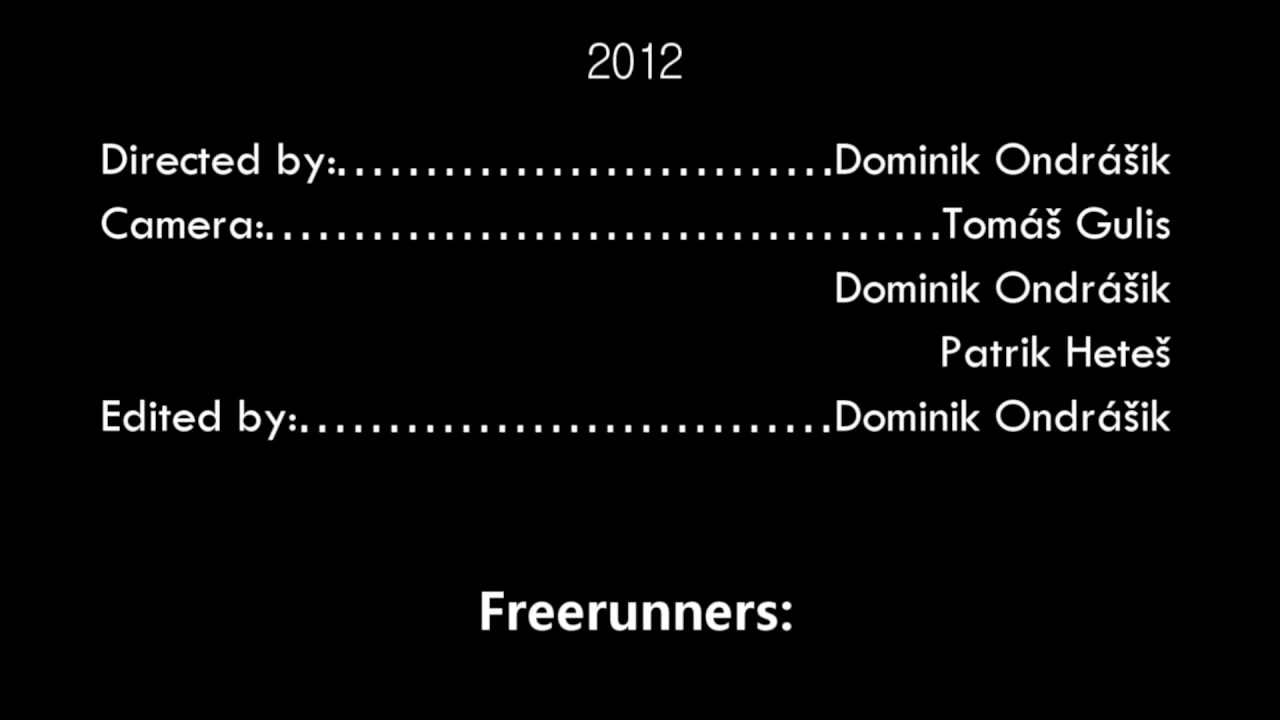 2012
Directed by:............................Dominik Ondrášik
Camera:......................................Tomáš Gulis
Dominik Ondrášik
Patrik Heteš
Edited by:..............................Dominik Ondrášik
Freerunners: